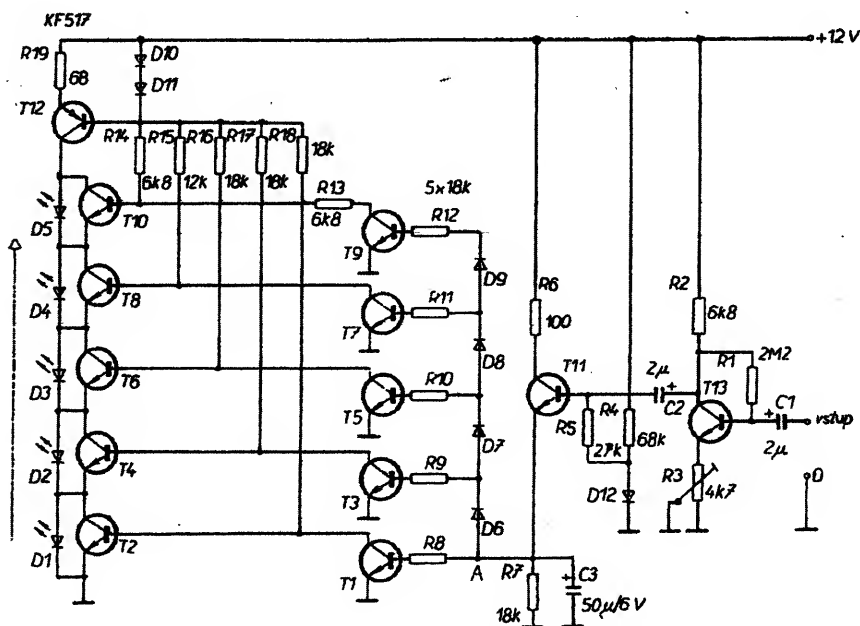 KF517
R19
68
D10
D11
+12 V
T12
R14
R15
R16
R17
R18
18k
6k8
12k
18k
18k
R13
6k8
5x18k
R12
T10
T9
D5
D9
R6
100
R2
6k8
D4
T8
T7
R11
D8
T11
2µ
C2
+
T13
R1
2M2
C1
+
vstup
2µ
D3
T6
T5
R10
D7
R5
27k
R4
68k
D12
R3
4k7
0
D2
T4
T3
R9
D6
D1
T2
T1
R8
A
R7
18k
+
C3
50µ/6 V